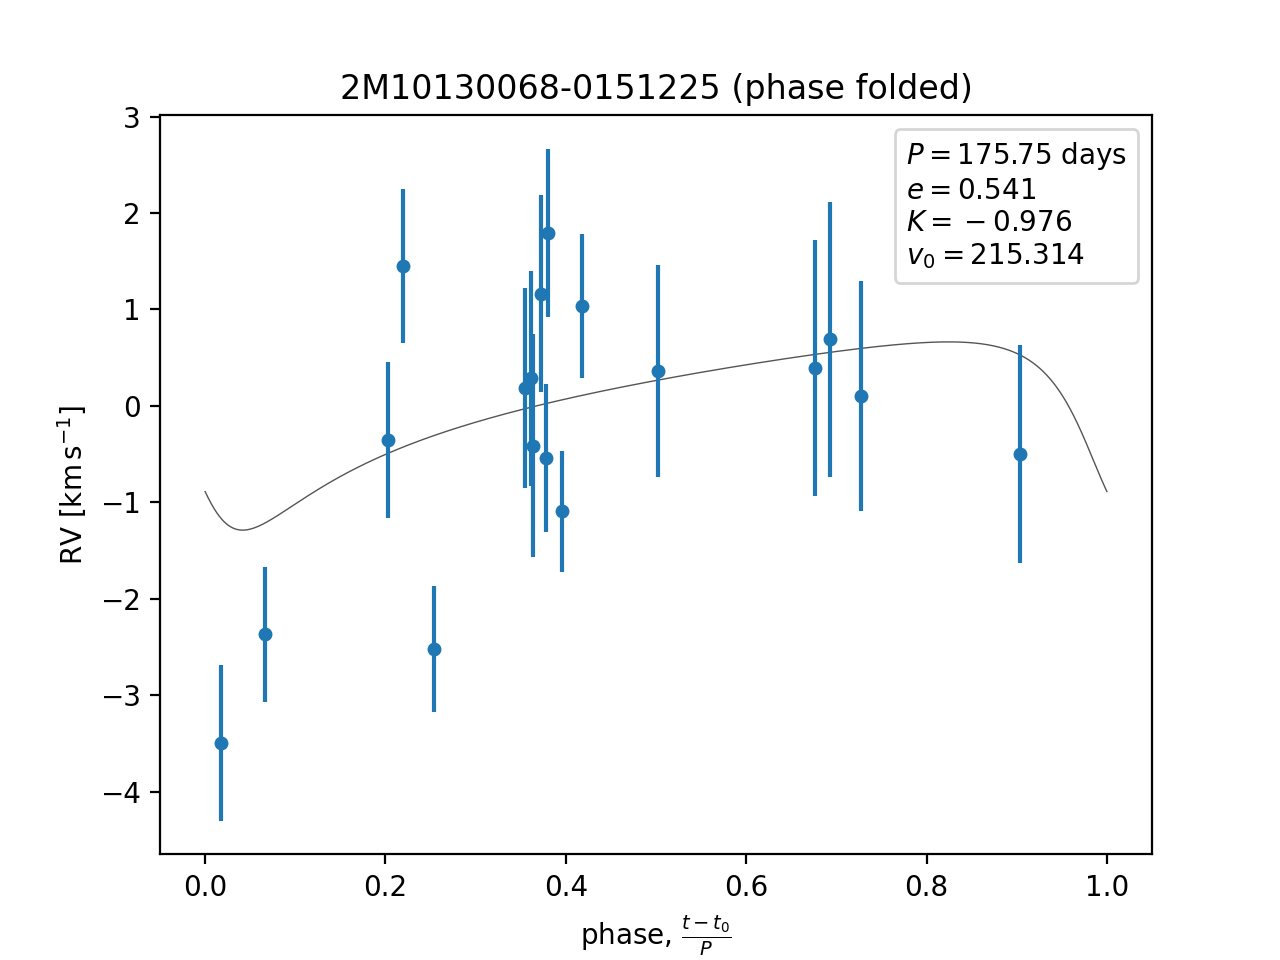 2M10130068-0151225 (phase folded)
P = 175.75 days
e = 0.541
K = −0.976
v₀ = 215.314
3
2
1
0
−1
−2
−3
−4
RV [km s⁻¹]
0.0 0.2 0.4 0.6 0.8 1.0
phase, (t − t₀)/P